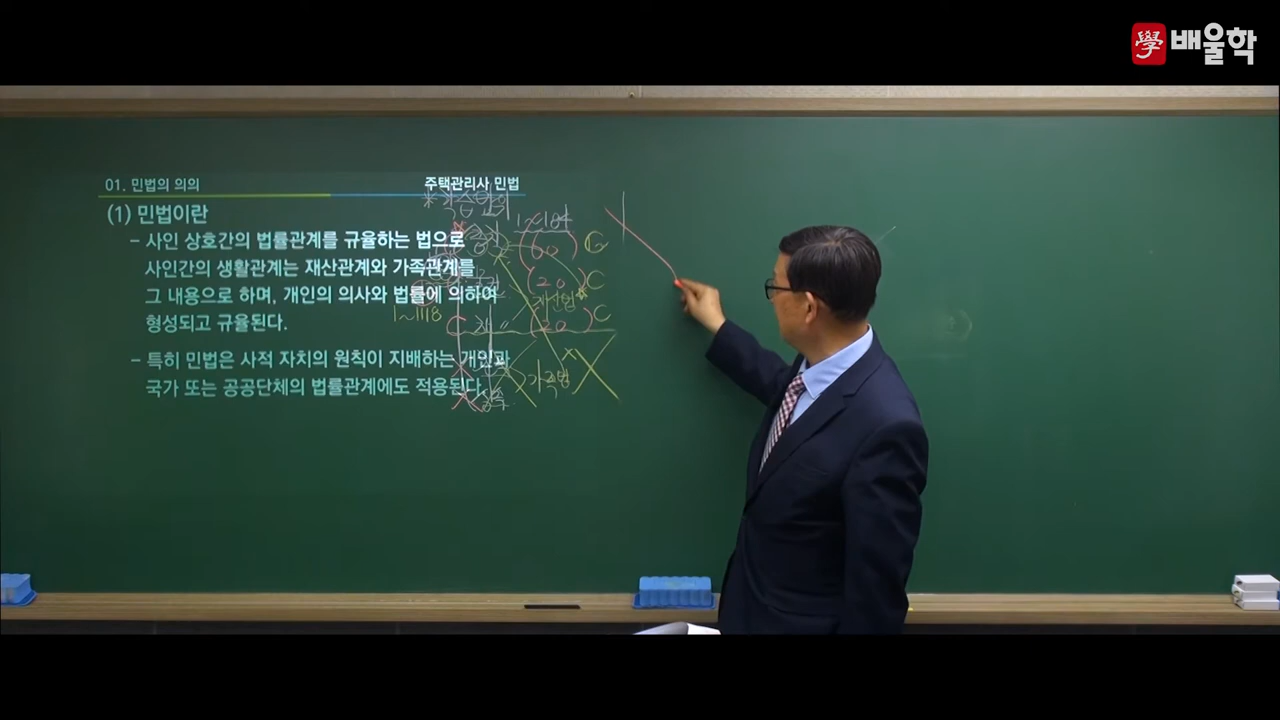 學 배울학
01. 민법의 의의
주택관리사 민법
(1) 민법이란
- 사인 상호간의 법률관계를 규율하는 법으로
사인간의 생활관계는 재산관계와 가족관계를
그 내용으로 하며, 개인의 의사와 법률에 의하여
형성되고 규율된다.
- 특히 민법은 사적 자치의 원칙이 지배하는 개인과
국가 또는 공공단체의 법률관계에도 적용된다.
(60)
(20) C
1~1118
(20) C
가족법